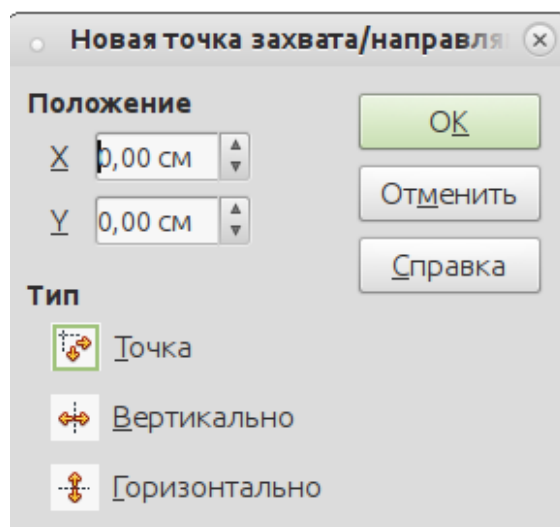 Новая точка захвата/направля
Положение
X 0,00 см
Y 0,00 см
OK
Отменить
Справка
Тип
Точка
Вертикально
Горизонтально